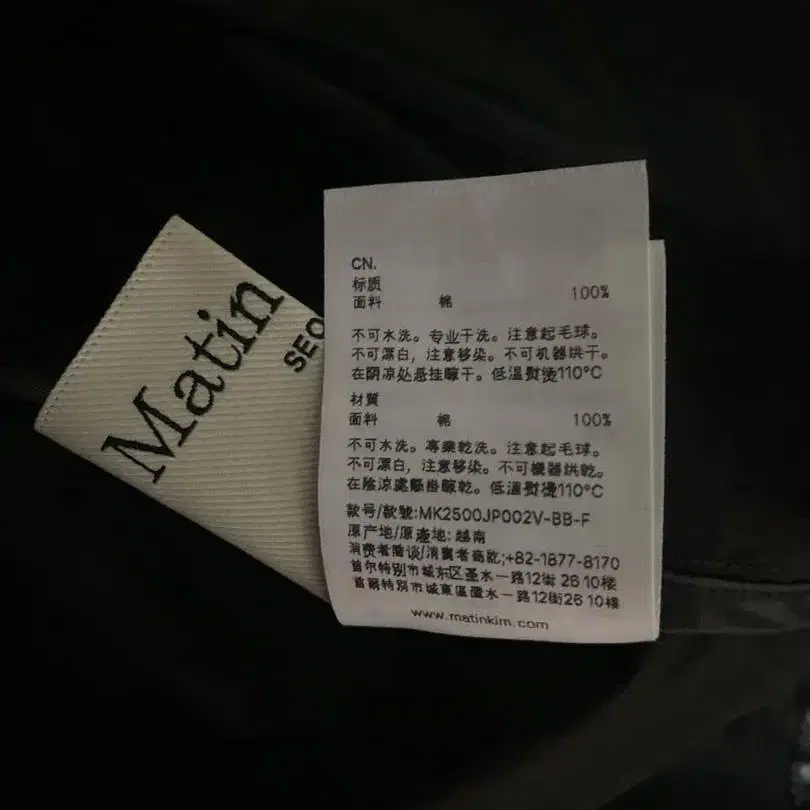 Matin
SEO
CN.
标质
面料 棉 100%
不可水洗。专业干洗。注意起毛球。
不可漂白，注意移染。不可机器烘干。
在阴凉处悬挂晾干。低温熨烫110°C
材質
面料 棉 100%
不可水洗。專業乾洗。注意起毛球。
不可漂白，注意移染。不可機器烘乾。
在陰涼處懸掛晾乾。低溫熨燙110°C
款号/款號:MK2500JP002V-BB-F
原产地/原產地: 越南
消费者商谈/消費者商談;+82-1877-8170
首尔特别市城东区圣水一路12街 26 10楼
首爾特別市城東區聖水一路12街26 10樓
www.matinkim.com